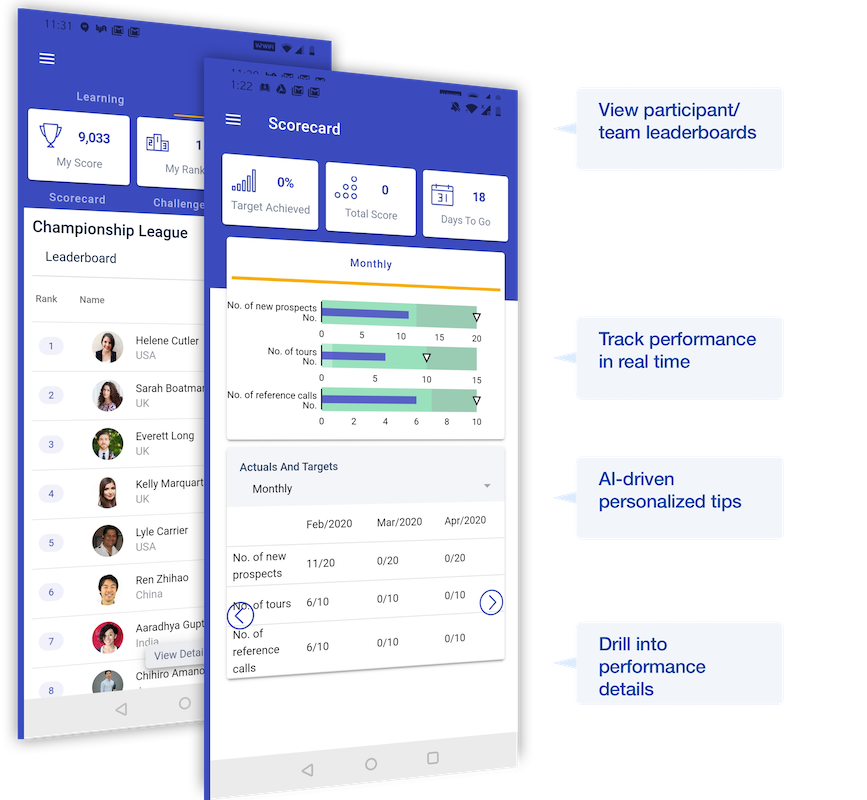 11:31
Learning
9,033
My Score
1
My Rank
Scorecard
Challenge
Championship League
Leaderboard
Rank Name
1 Helene Cutler
USA
2 Sarah Boatman
UK
3 Everett Long
UK
4 Kelly Marquart
UK
5 Lyle Carrier
USA
6 Ren Zhihao
China
7 Aaradhya Gupt
India
View Detai
8 Chihiro Amano
1:22
Scorecard
0%
Target Achieved
0
Total Score
31
18
Days To Go
Monthly
No. of new prospects
No.
0 5 10 15 20
No. of tours
No.
0 5 10 15
No. of reference calls
No.
0 2 4 6 8 10
Actuals And Targets
Monthly
Feb/2020 Mar/2020 Apr/2020
No. of new
prospects
11/20 0/20 0/20
No. of tours 6/10 0/10 0/10
No. of
reference
calls
6/10 0/10 0/10
View participant/
team leaderboards
Track performance
in real time
AI-driven
personalized tips
Drill into
performance
details